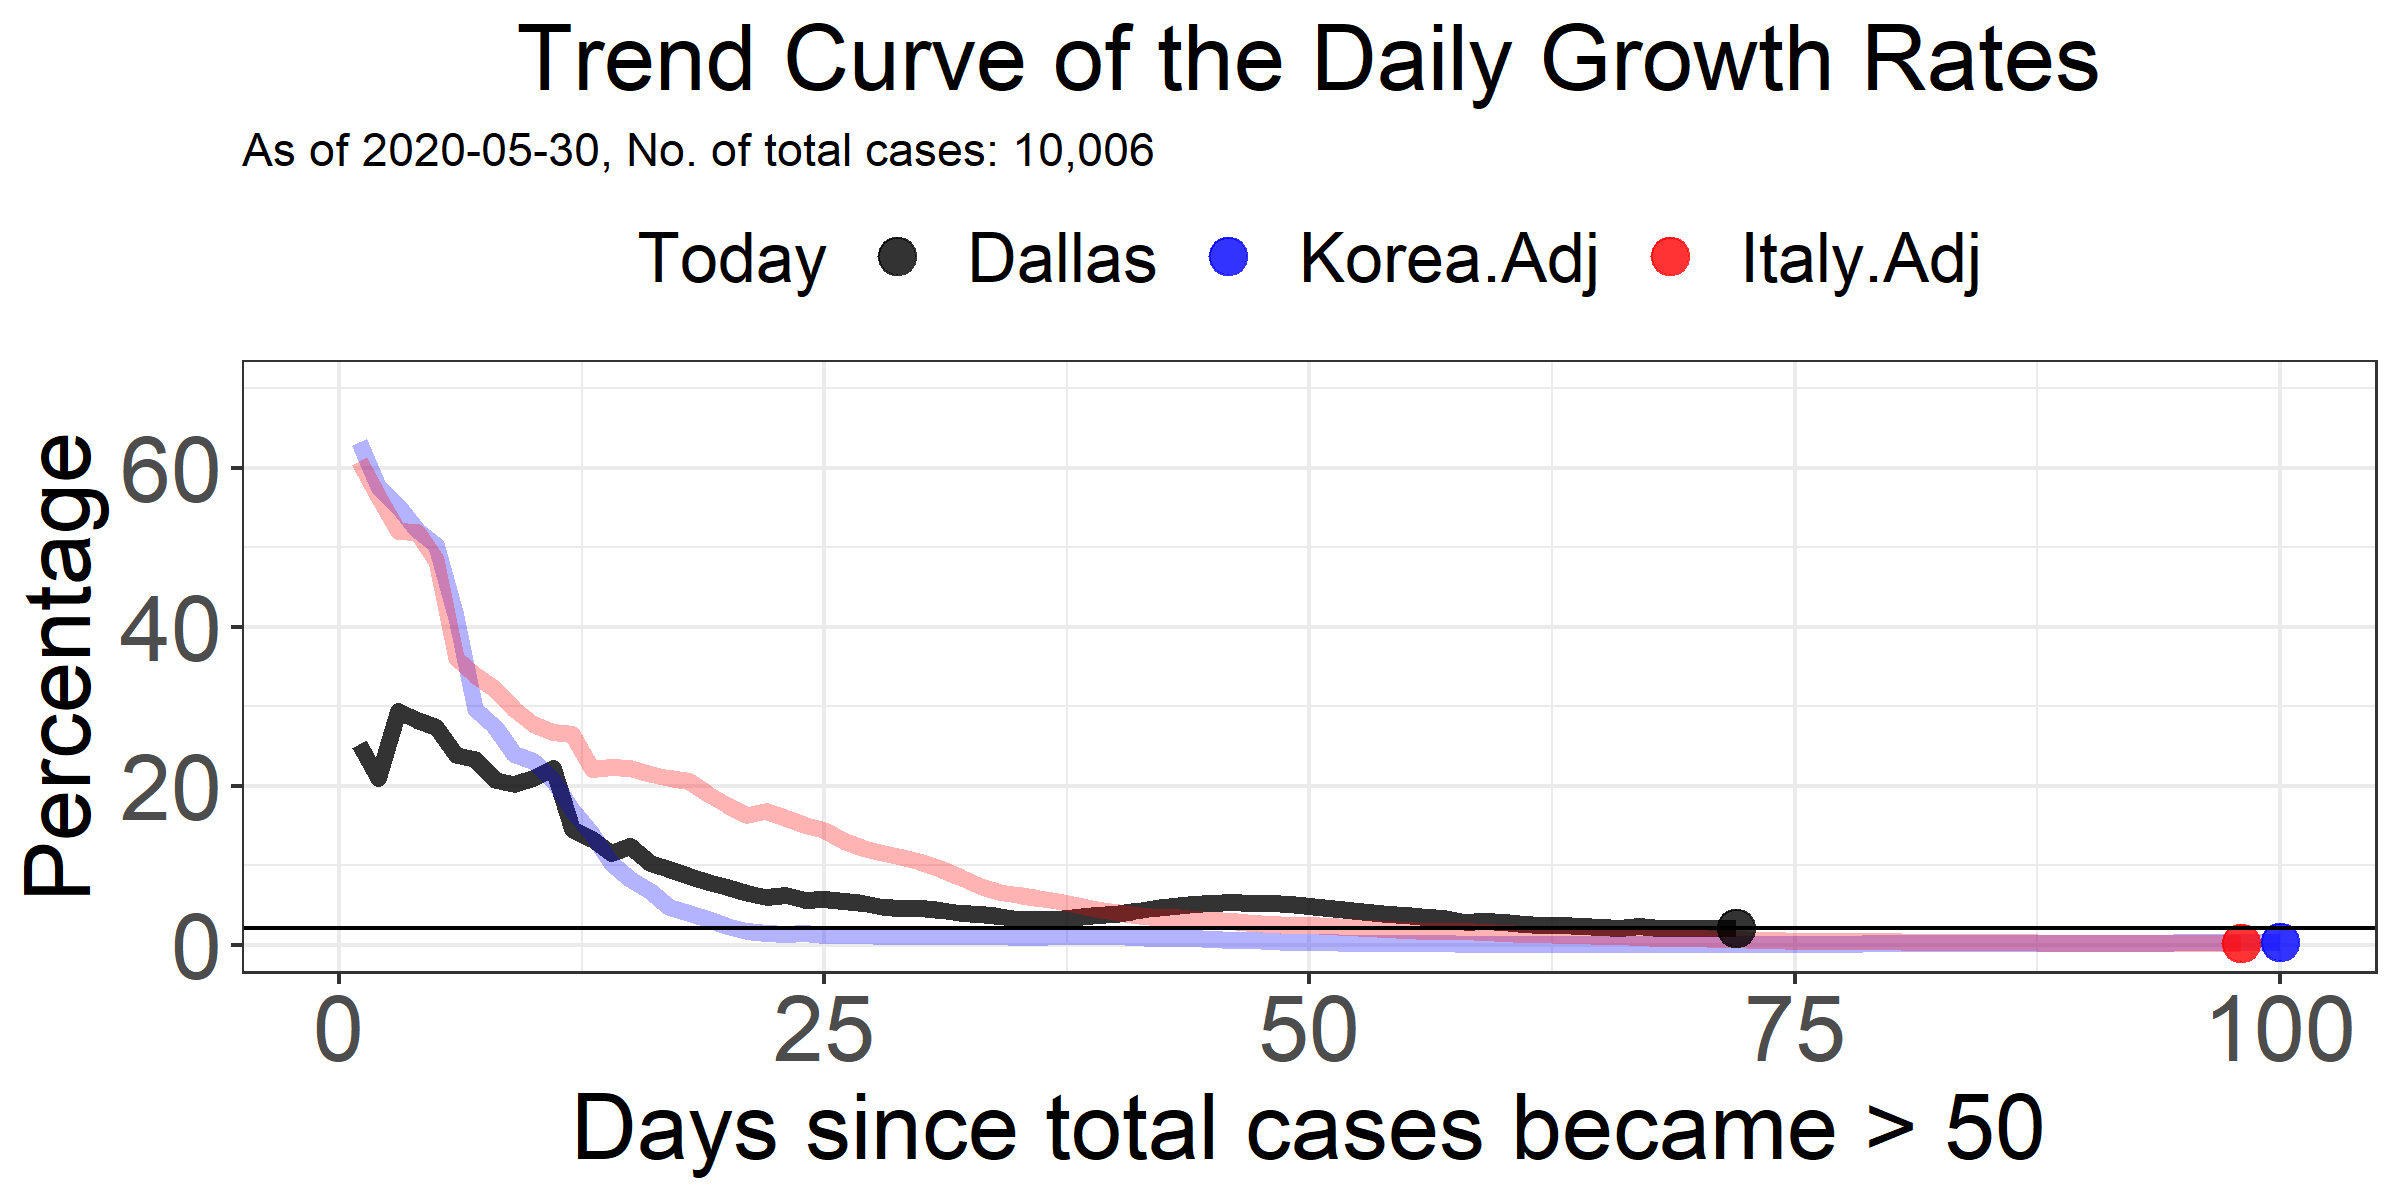 Trend Curve of the Daily Growth Rates
As of 2020-05-30, No. of total cases: 10,006
Today Dallas Korea.Adj Italy.Adj
Percentage
60
40
20
0
0 25 50 75 100
Days since total cases became > 50